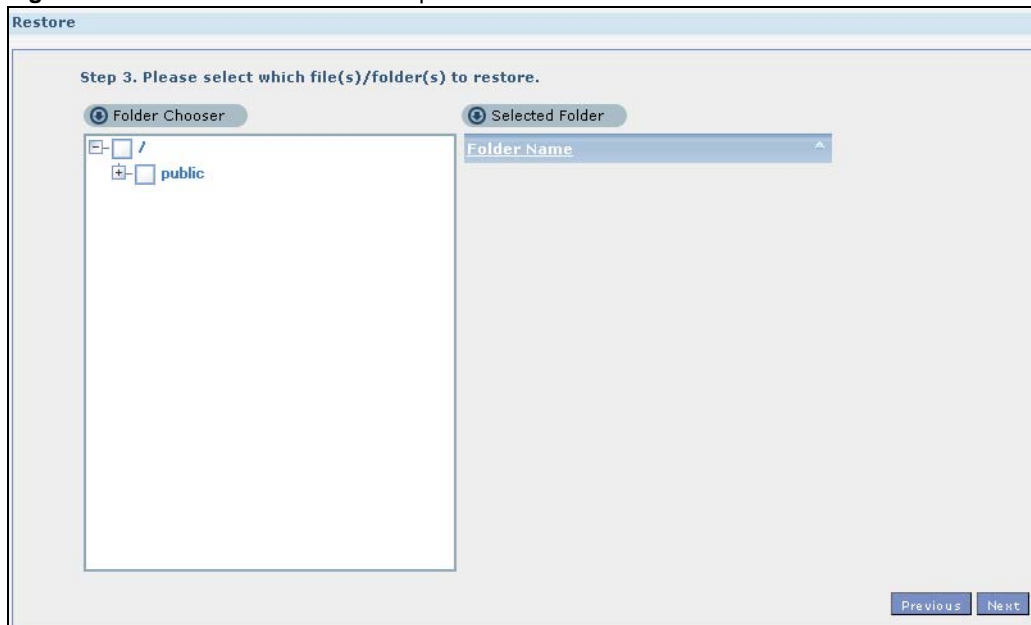 Restore
Step 3. Please select which file(s)/folder(s) to restore.
Folder Chooser
Selected Folder
/
public
Folder Name
Previous
Next